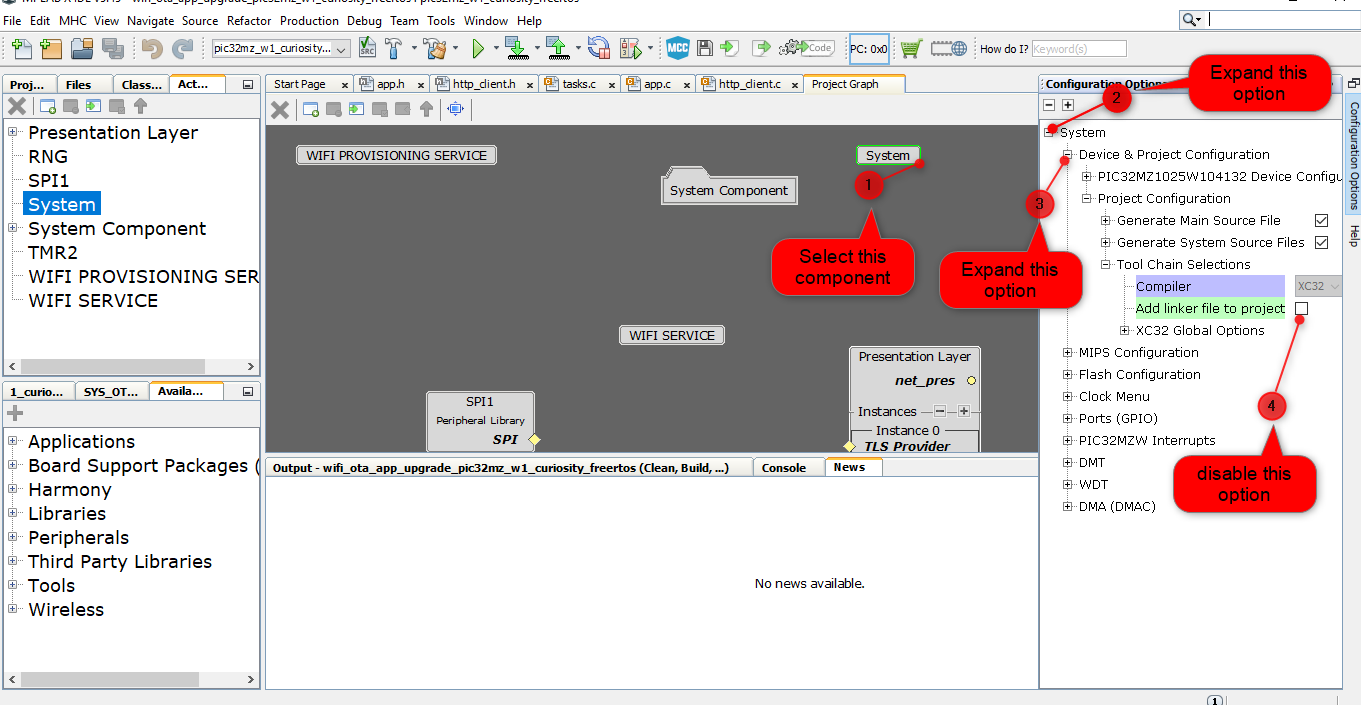 File Edit MHC View Navigate Source Refactor Production Debug Team Tools Window Help
pic32mz_w1_curiosity...
SRC
MCC
Code
PC: 0x0
How do I? Keyword(s)
Proj...
Files
Class...
Act...
Presentation Layer
RNG
SPI1
System
System Component
TMR2
WIFI PROVISIONING SER
WIFI SERVICE
1_curio...
SYS_OT...
Availa...
Applications
Board Support Packages (
Harmony
Libraries
Peripherals
Third Party Libraries
Tools
Wireless
Start Page
app.h
http_client.h
tasks.c
app.c
http_client.c
Project Graph
WIFI PROVISIONING SERVICE
System Component
System
1
Select this
component
WIFI SERVICE
SPI1
Peripheral Library
SPI
Presentation Layer
net_pres
Instances
Instance 0
TLS Provider
Output - wifi_ota_app_upgrade_pic32mz_w1_curiosity_freertos (Clean, Build, ...)
Console
News
No news available.
2
Expand this
option
3
Expand this
option
System
Device & Project Configuration
PIC32MZ1025W104132 Device Configu
Project Configuration
Generate Main Source File
Generate System Source Files
Tool Chain Selections
Compiler
XC32
Add linker file to project
XC32 Global Options
MIPS Configuration
Flash Configuration
Clock Menu
Ports (GPIO)
PIC32MZW Interrupts
DMT
WDT
DMA (DMAC)
4
disable this
option
Configuration Options
Help
1